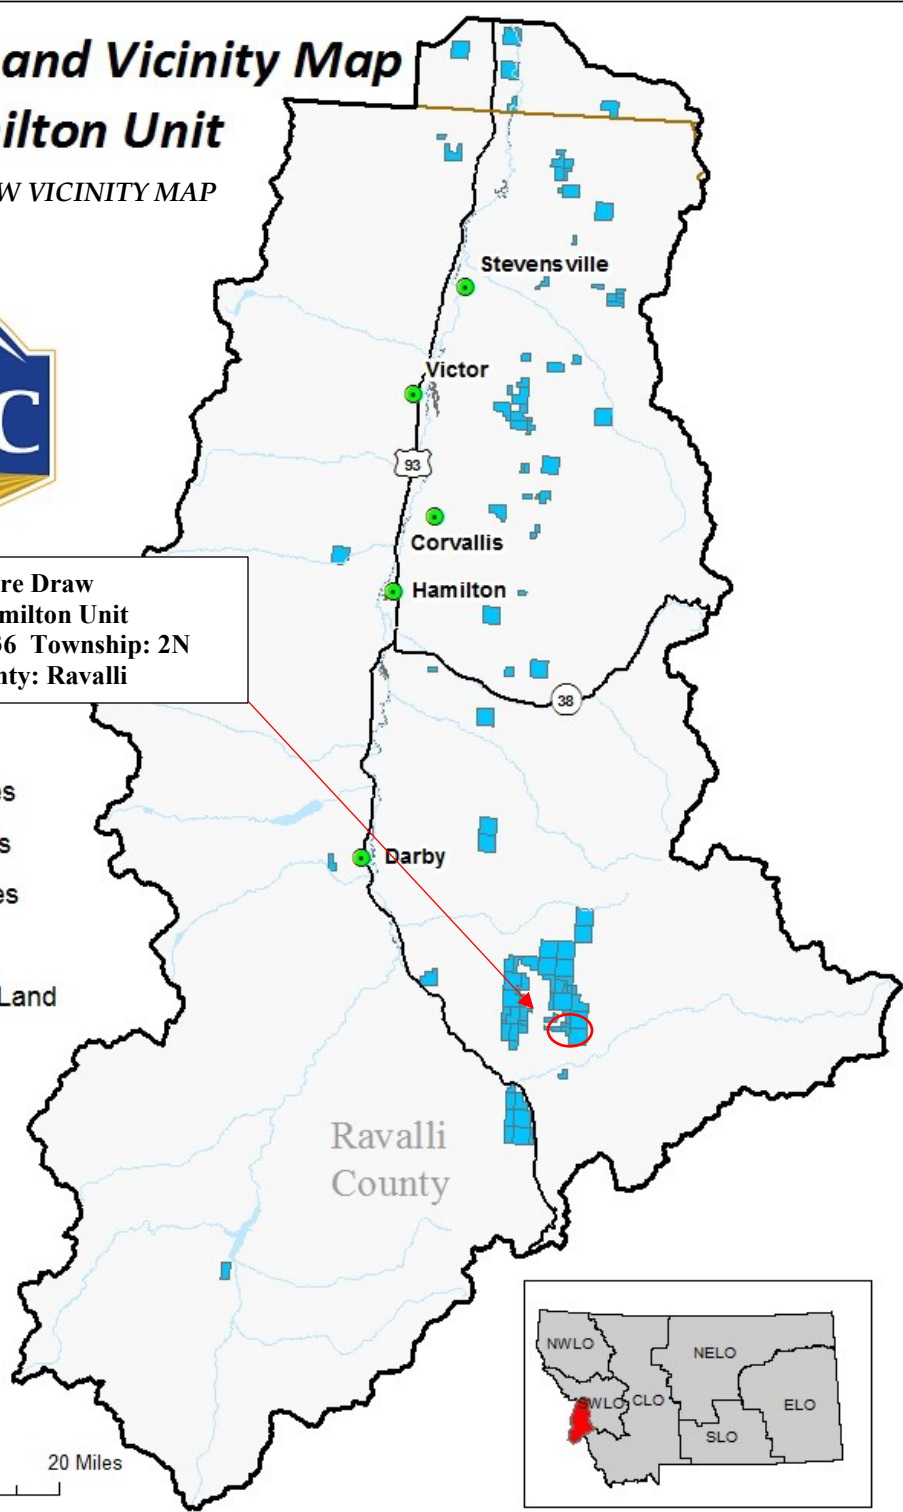 and Vicinity Map
ilton Unit
W VICINITY MAP
Stevensville
Victor
C
93
Corvallis
re Draw
milton Unit
36 Township: 2N
nty: Ravalli
Hamilton
38
es
s
es
Darby
Land
Ravalli
County
NWLO
NELO
SWLO
CLO
ELO
SLO
20 Miles